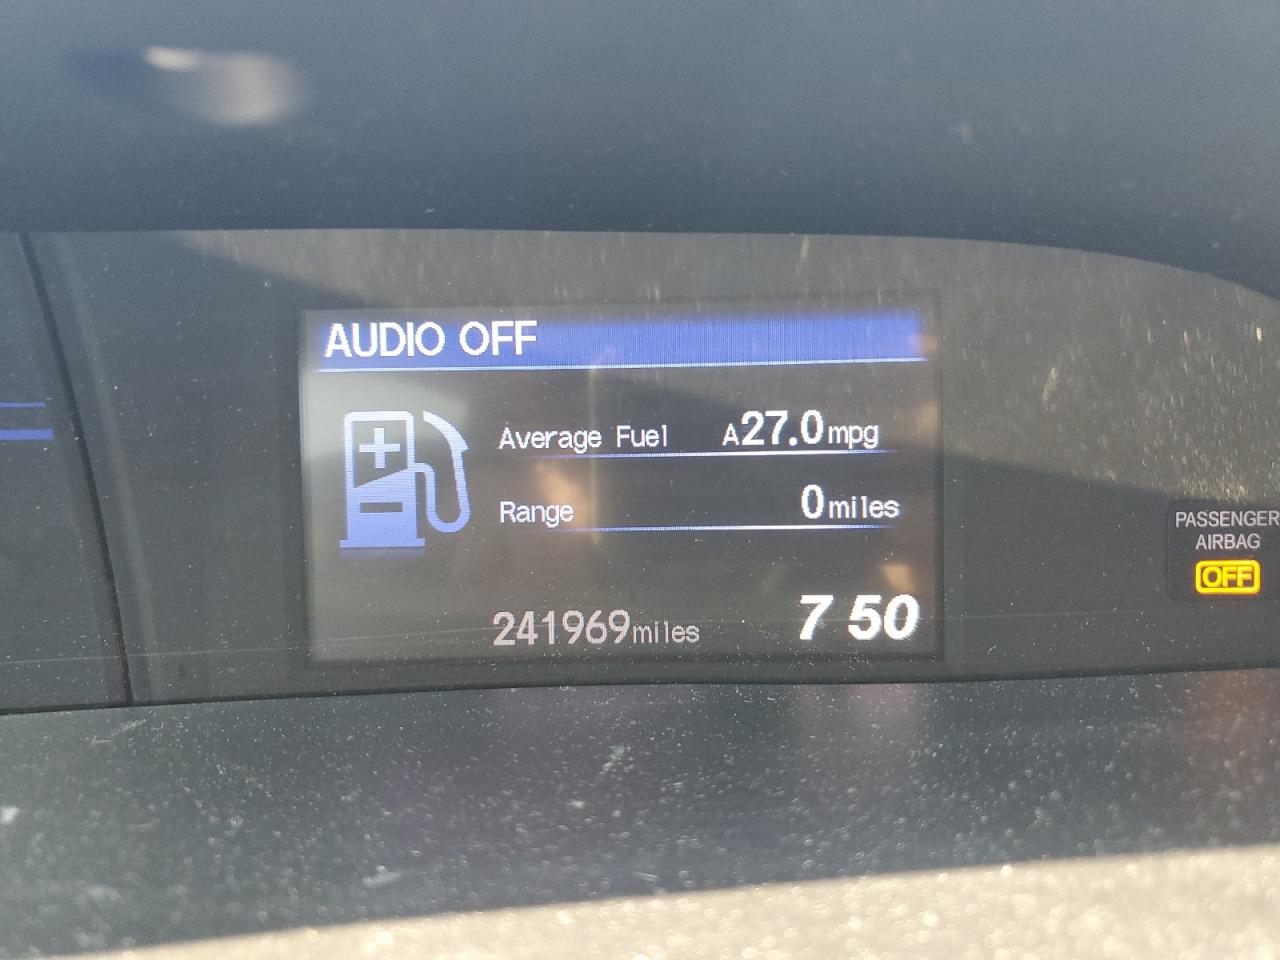 AUDIO OFF
Average Fuel A27.0mpg
Range 0miles
PASSENGER
AIRBAG
OFF
241969miles 7 50